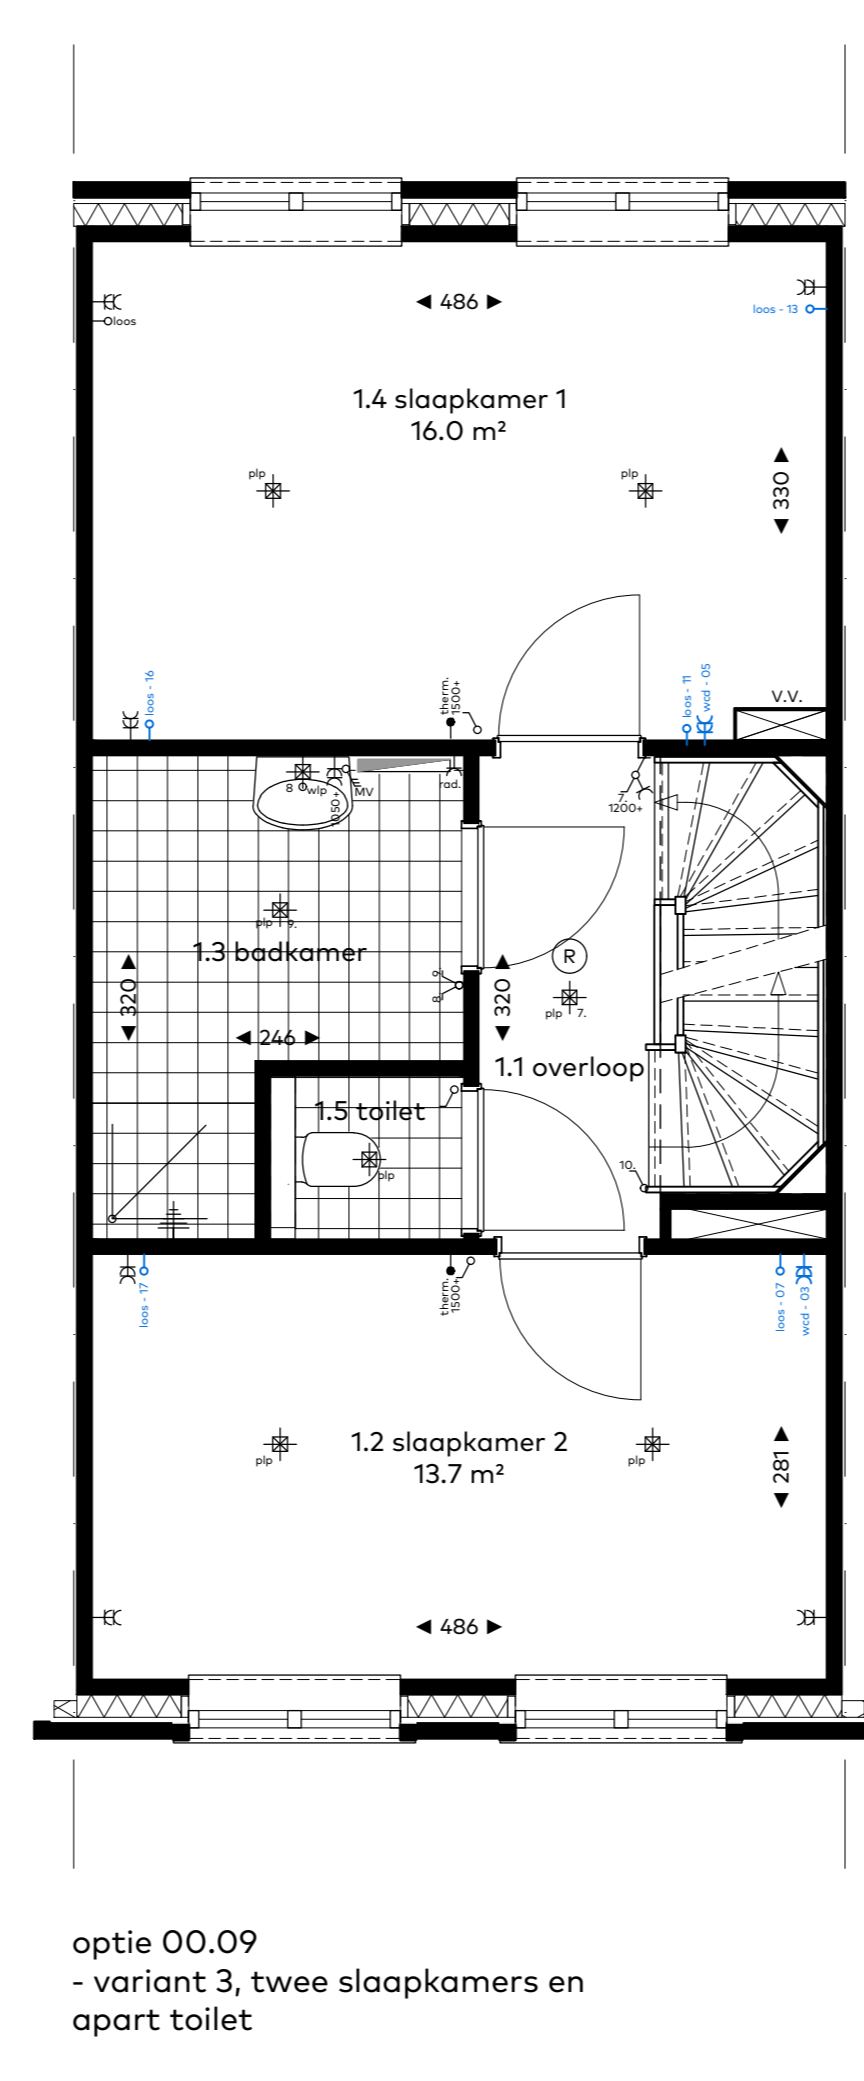 ◄ 486 ►
loos
loos - 13
1.4 slaapkamer 1
16.0 m²
plp
plp
◄ 330 ►
loos - 16
therm.
1500+
loos - 11
wcd - 05
V.V.
8
wlp
1050+
MV
rad.
7.
1200+
plp
9.
1.3 badkamer
R
8.
9.
◄ 320 ►
◄ 320 ►
plp
7.
◄ 246 ►
1.1 overloop
1.5 toilet
plp
10.
loos - 17
therm.
1500+
loos - 07
wcd - 03
1.2 slaapkamer 2
13.7 m²
plp
plp
◄ 281 ►
◄ 486 ►
optie 00.09
- variant 3, twee slaapkamers en
apart toilet